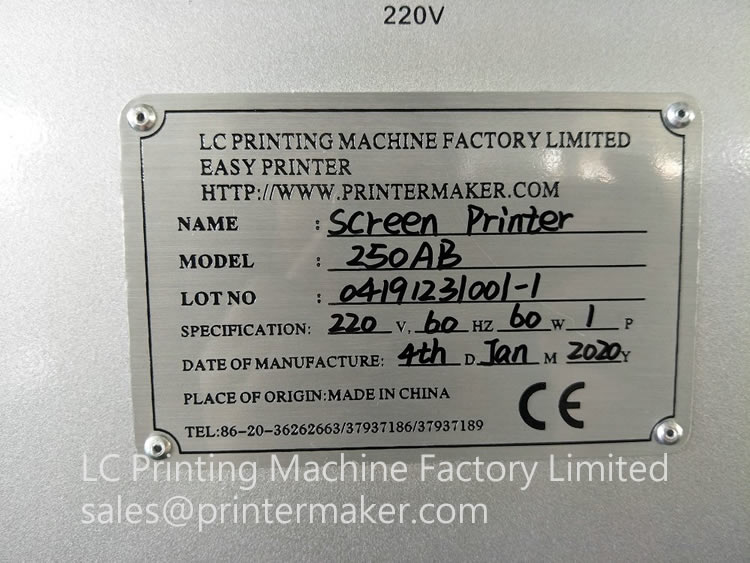 220V
LC PRINTING MACHINE FACTORY LIMITED
EASY PRINTER
HTTP://WWW.PRINTERMAKER.COM
NAME : Screen Printer
MODEL : 250AB
LOT NO : 04191231001-1
SPECIFICATION: 220 V, 60 HZ 60 W 1 P
DATE OF MANUFACTURE: 4th D Jan M 2020 Y
PLACE OF ORIGIN:MADE IN CHINA
CE
TEL:86-20-36262663/37937186/37937189
LC Printing Machine Factory Limited
sales@printermaker.com